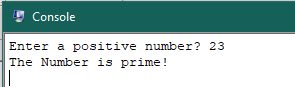 Console
Enter a positive number? 23
The Number is prime!